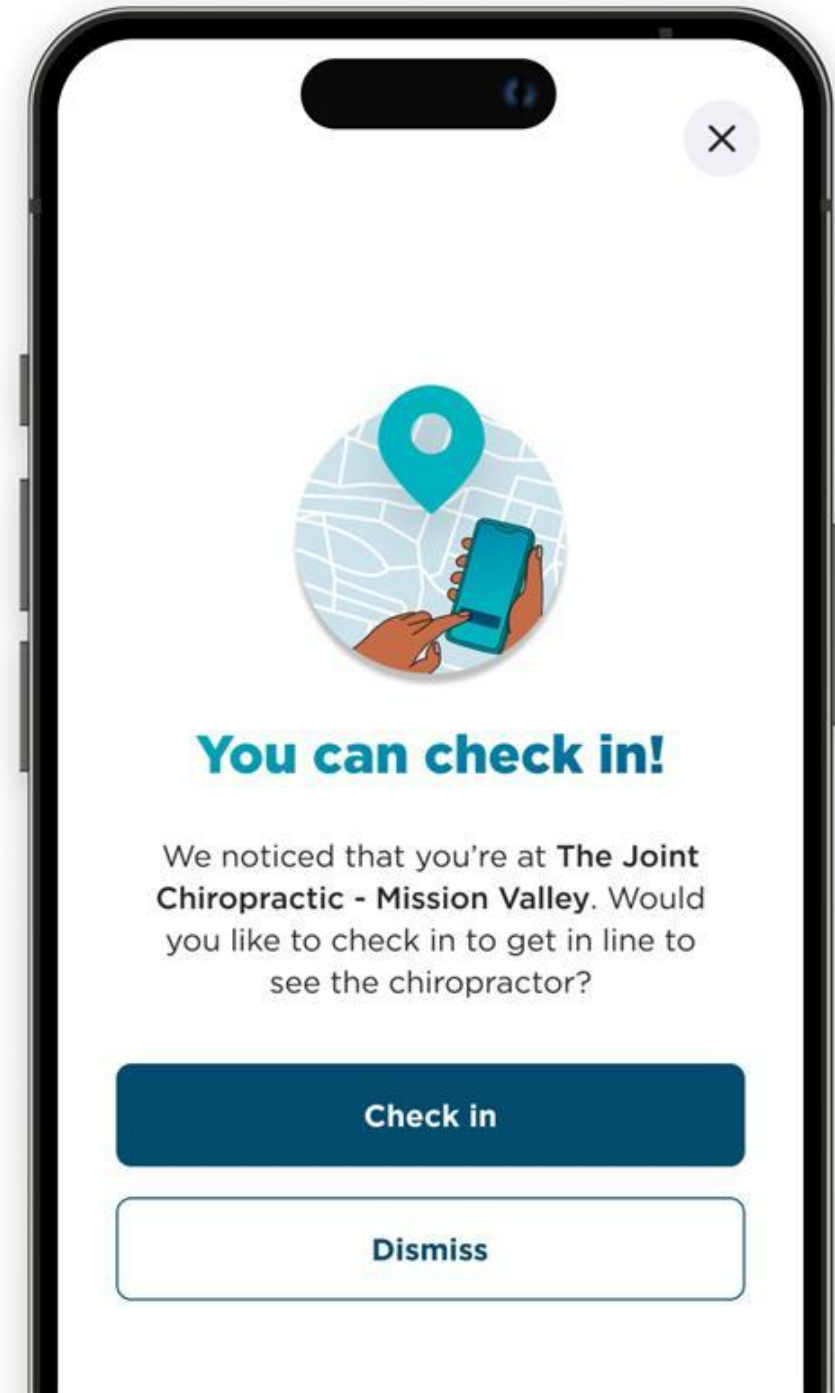 You can check in!
We noticed that you’re at The Joint
Chiropractic - Mission Valley. Would
you like to check in to get in line to
see the chiropractor?
Check in
Dismiss